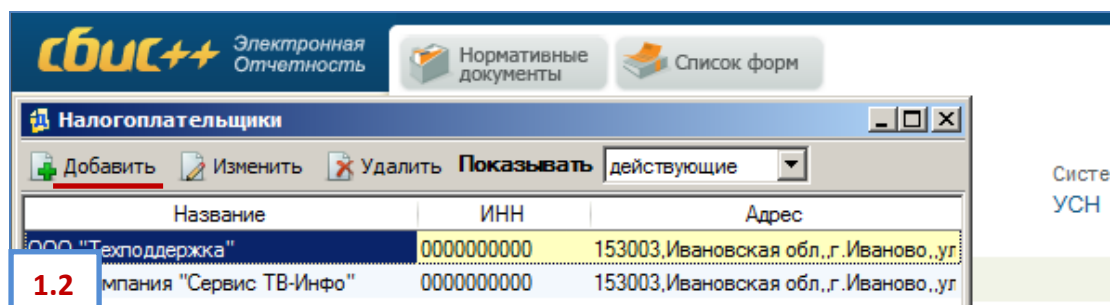 сбис++ Электронная Отчетность
Нормативные документы
Список форм
Налогоплательщики
Добавить Изменить Удалить Показывать действующие
Систе
УСН
Название ИНН Адрес
ООО "Техподдержка" 0000000000 153003,Ивановская обл,,г.Иваново,,ул
мпания "Сервис ТВ-Инфо" 0000000000 153003,Ивановская обл,,г.Иваново,,ул
1.2